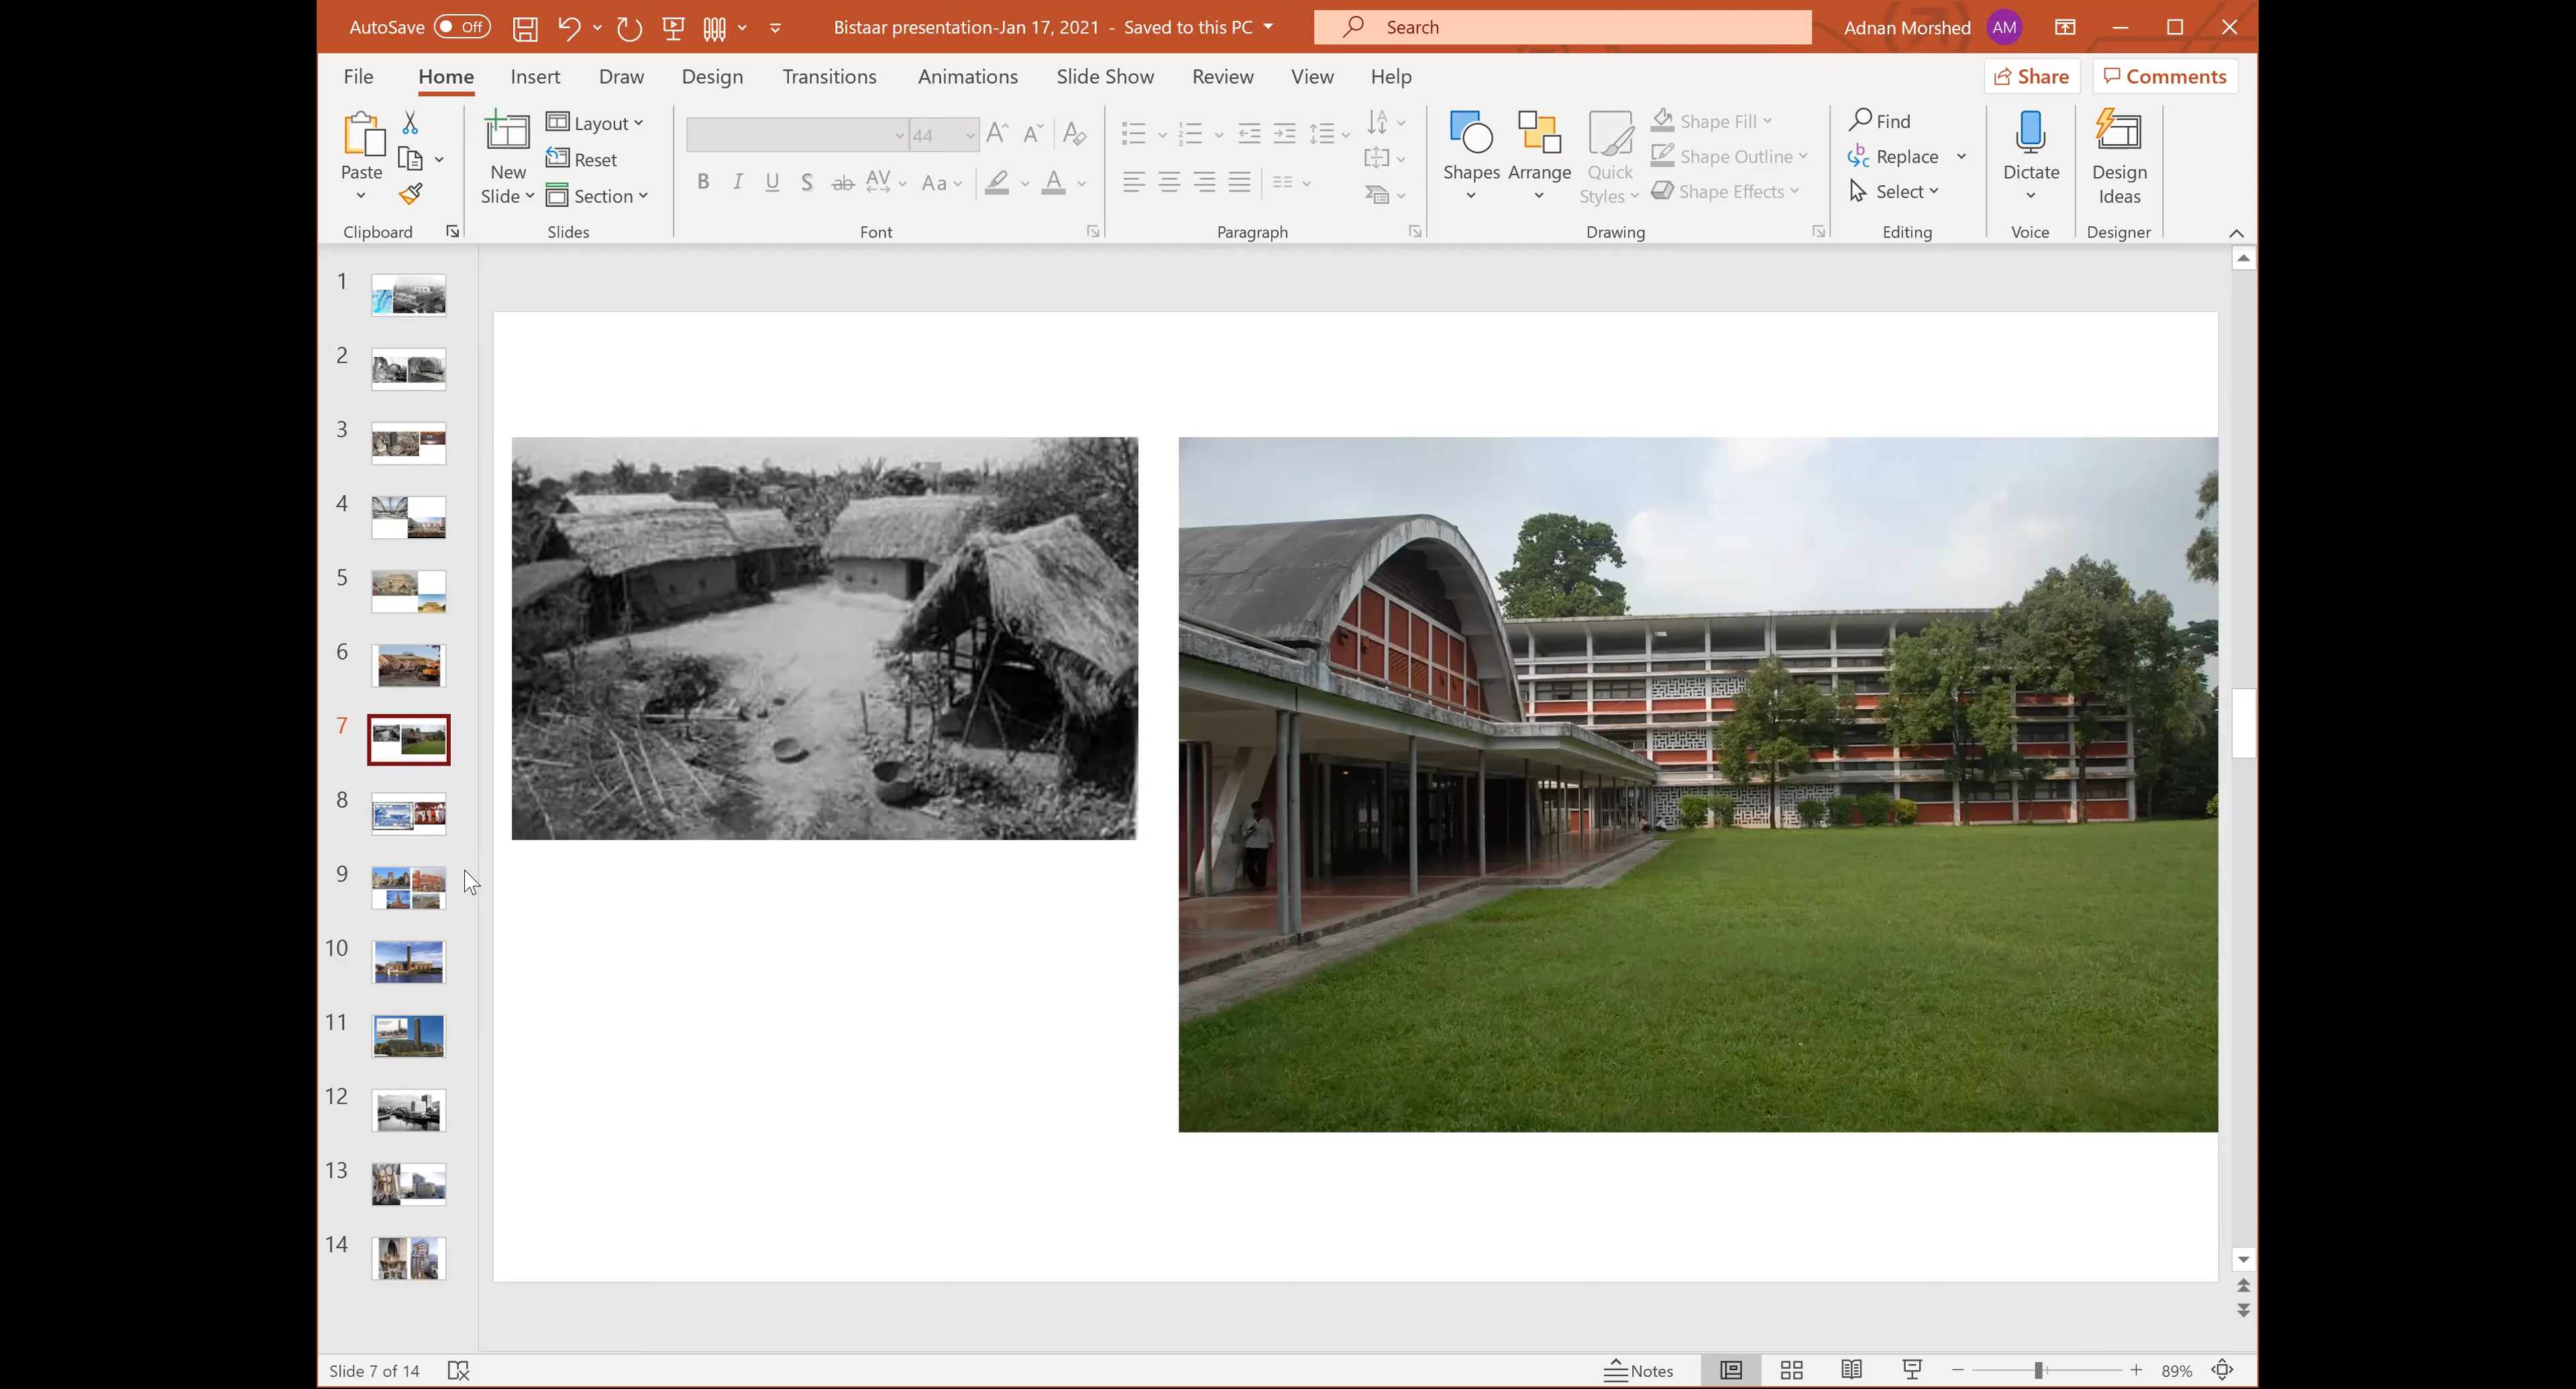 AutoSave Off Bistaar presentation-Jan 17, 2021 - Saved to this PC Search Adnan Morshed AM
File Home Insert Draw Design Transitions Animations Slide Show Review View Help Share Comments
Paste
Clipboard
New Slide
Layout
Reset
Section
Slides
44
B I U S ab AV Aa A
Font
Paragraph
Shapes Arrange Quick Styles
Shape Fill
Shape Outline
Shape Effects
Drawing
Find
Replace
Select
Editing
Dictate
Voice
Design Ideas
Designer
1
2
3
4
5
6
7
8
9
10
11
12
13
14
Slide 7 of 14 Notes 89%